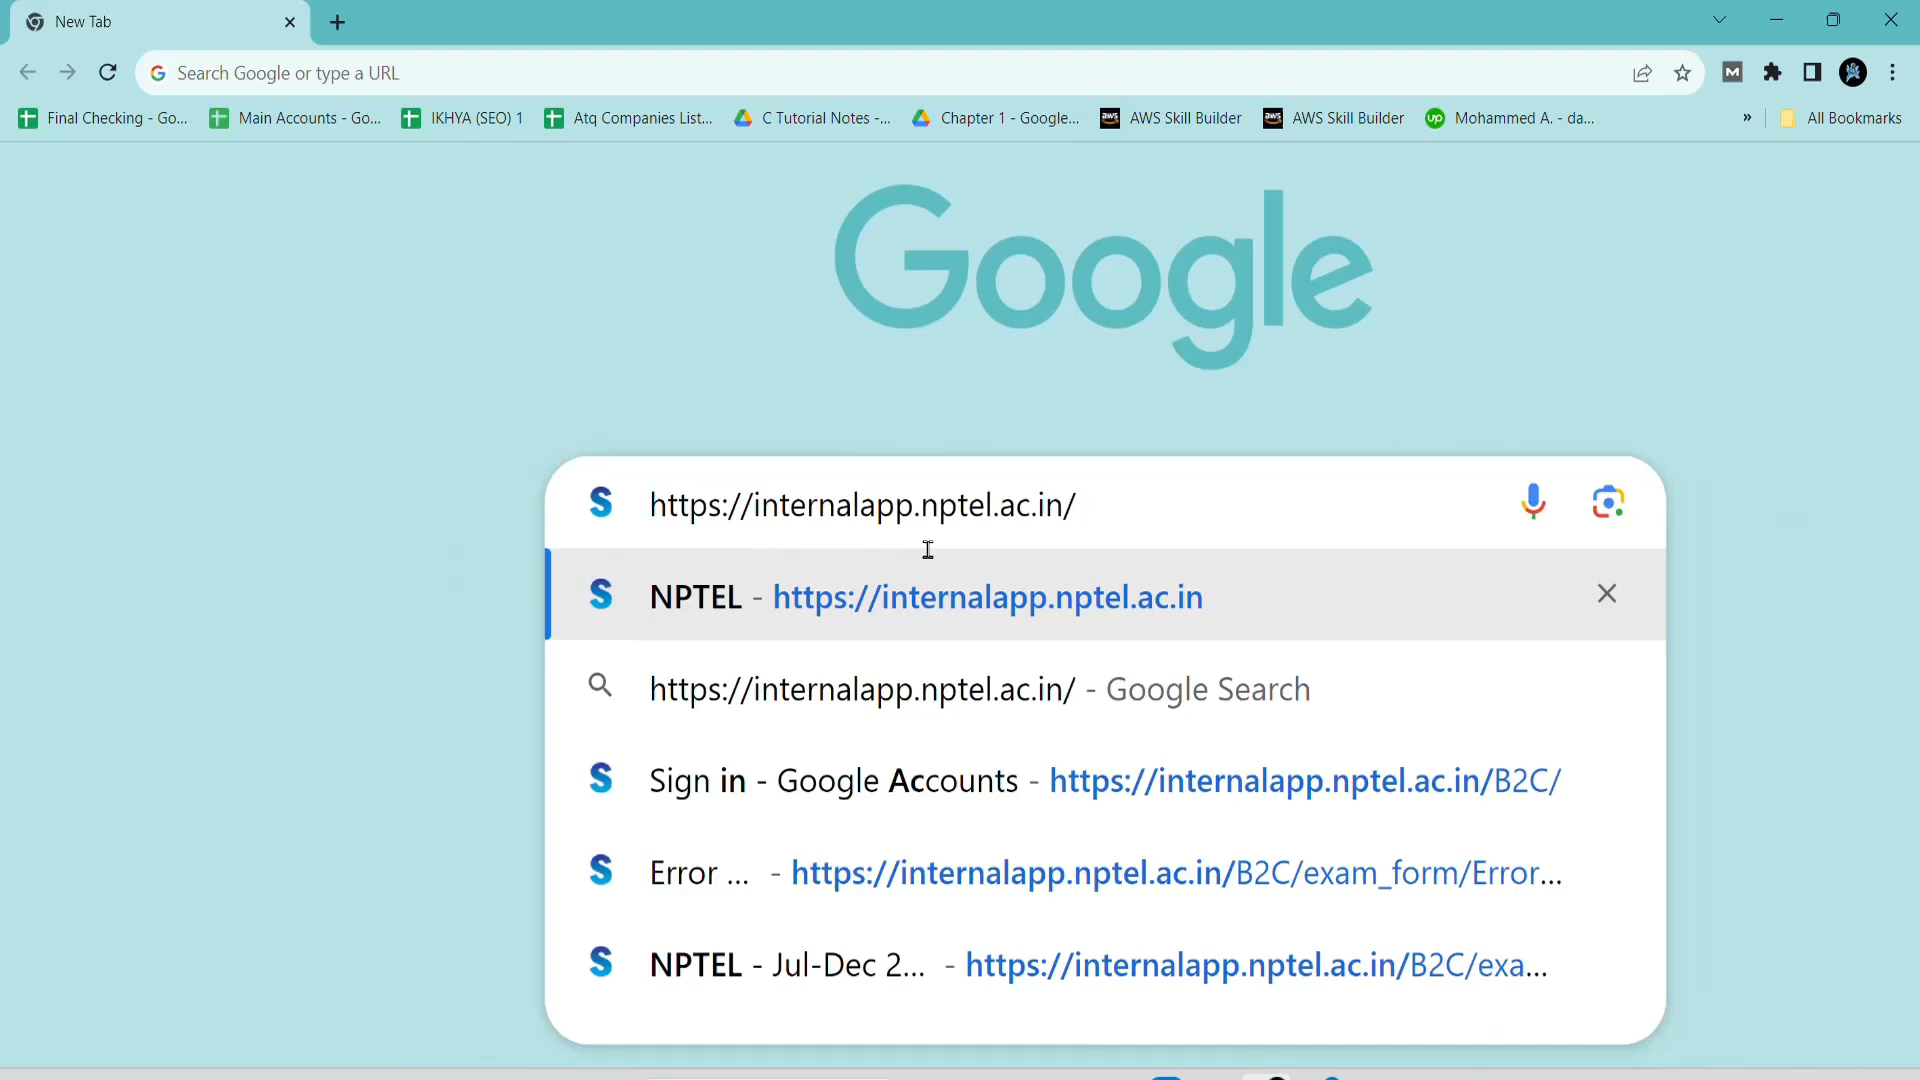 New Tab
Search Google or type a URL
Final Checking - Go...
Main Accounts - Go...
IKHYA (SEO) 1
Atq Companies List...
C Tutorial Notes -...
Chapter 1 - Google...
aws
AWS Skill Builder
aws
AWS Skill Builder
up
Mohammed A. - da...
»
All Bookmarks
Google
https://internalapp.nptel.ac.in/
NPTEL - https://internalapp.nptel.ac.in
https://internalapp.nptel.ac.in/ - Google Search
Sign in - Google Accounts - https://internalapp.nptel.ac.in/B2C/
Error ... - https://internalapp.nptel.ac.in/B2C/exam_form/Error...
NPTEL - Jul-Dec 2... - https://internalapp.nptel.ac.in/B2C/exa...